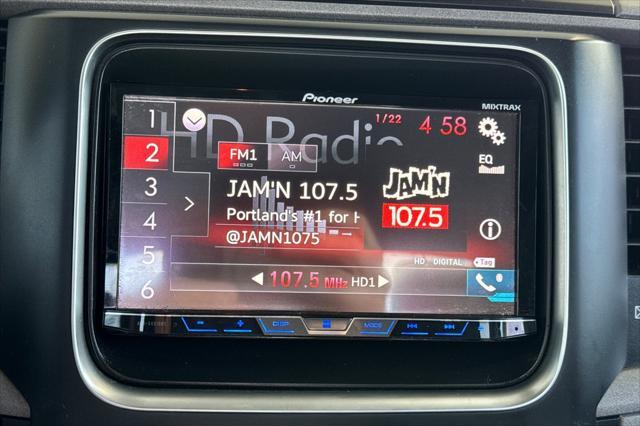 Pioneer
MIXTRAX
HD Radio
1/22 4 58
1
2
3
4
5
6
FM1 AM
EQ
JAM'N 107.5
Portland's #1 for H
@JAMN1075
JAM'N
107.5
HD DIGITAL Tag
107.5 MHz HD1
DISP
MODE